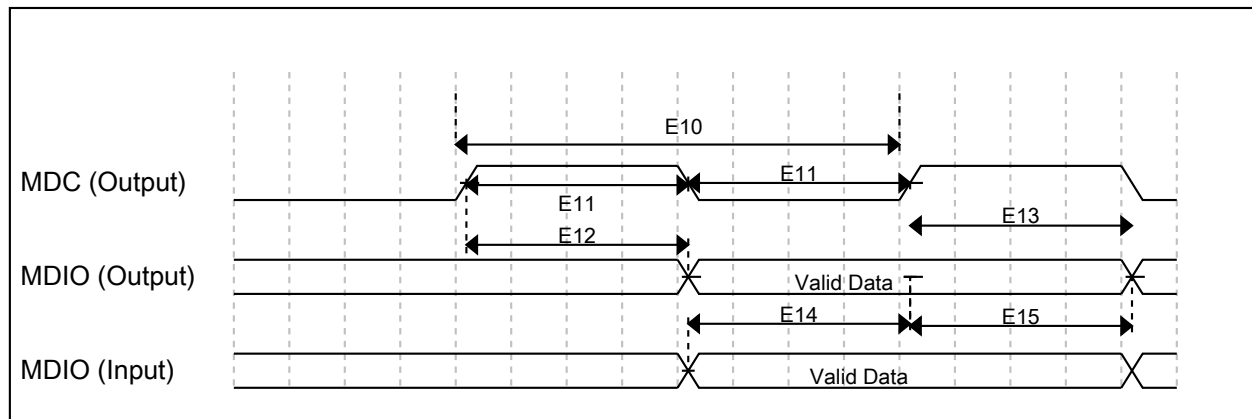 E10
MDC (Output)
E11
E11
E13
E12
MDIO (Output)
Valid Data
E14
E15
MDIO (Input)
Valid Data